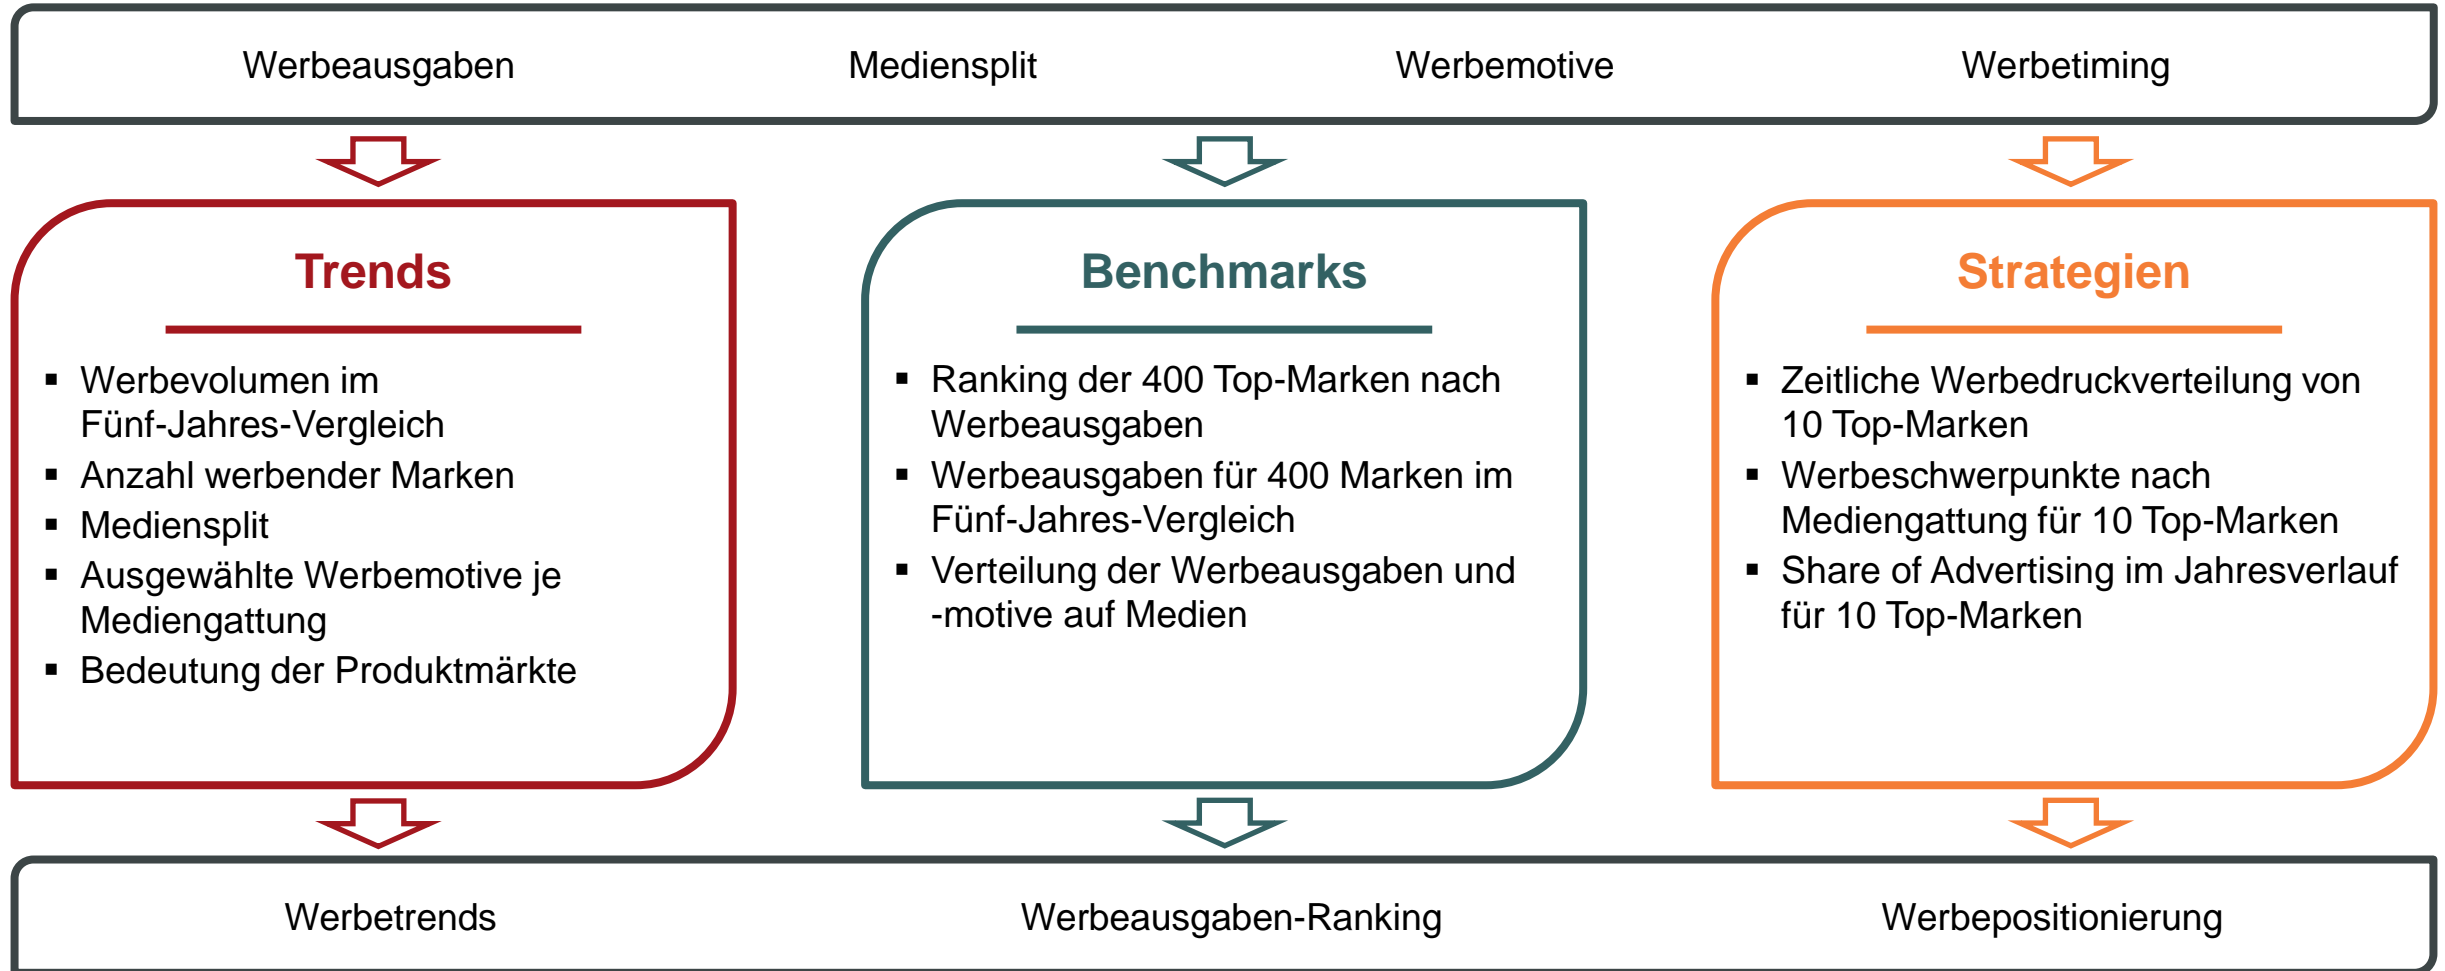 Werbeausgaben Mediensplit Werbemotive Werbetiming
Trends
▪ Werbevolumen im
Fünf-Jahres-Vergleich
▪ Anzahl werbender Marken
▪ Mediensplit
▪ Ausgewählte Werbemotive je
Mediengattung
▪ Bedeutung der Produktmärkte
Benchmarks
▪ Ranking der 400 Top-Marken nach
Werbeausgaben
▪ Werbeausgaben für 400 Marken im
Fünf-Jahres-Vergleich
▪ Verteilung der Werbeausgaben und
-motive auf Medien
Strategien
▪ Zeitliche Werbedruckverteilung von
10 Top-Marken
▪ Werbeschwerpunkte nach
Mediengattung für 10 Top-Marken
▪ Share of Advertising im Jahresverlauf
für 10 Top-Marken
Werbetrends Werbeausgaben-Ranking Werbepositionierung